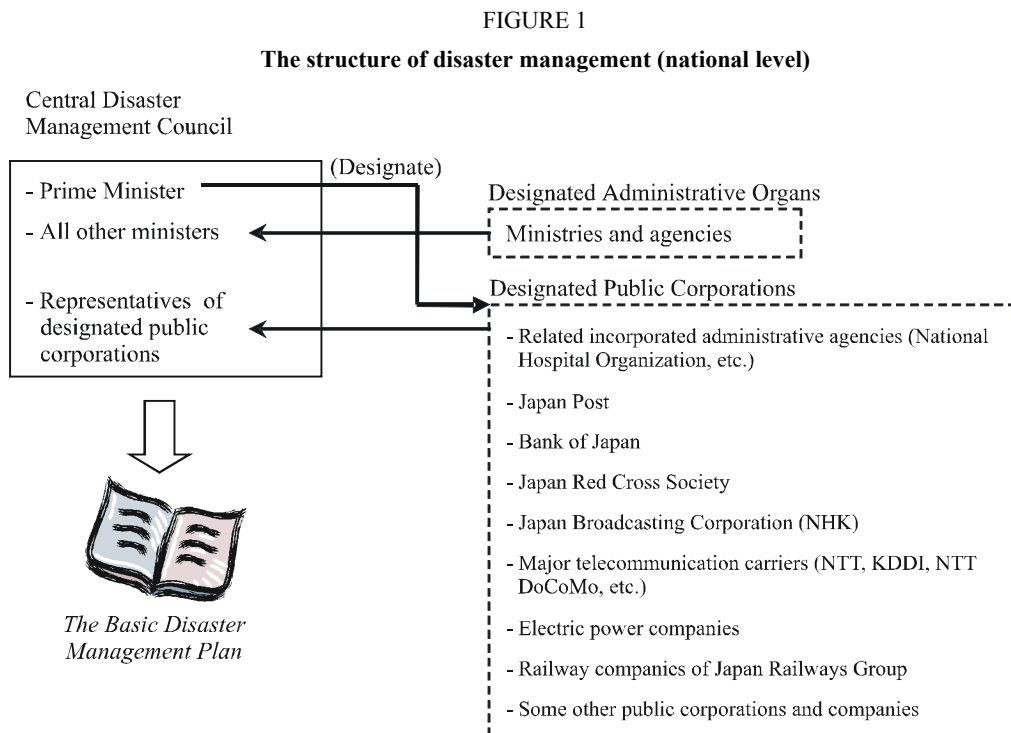 FIGURE 1
The structure of disaster management (national level)
Central Disaster
Management Council
- Prime Minister
- All other ministers
- Representatives of
designated public
corporations
(Designate)
Designated Administrative Organs
Ministries and agencies
Designated Public Corporations
- Related incorporated administrative agencies (National
Hospital Organization, etc.)
- Japan Post
- Bank of Japan
- Japan Red Cross Society
- Japan Broadcasting Corporation (NHK)
- Major telecommunication carriers (NTT, KDDI, NTT
DoCoMo, etc.)
- Electric power companies
- Railway companies of Japan Railways Group
- Some other public corporations and companies
The Basic Disaster
Management Plan